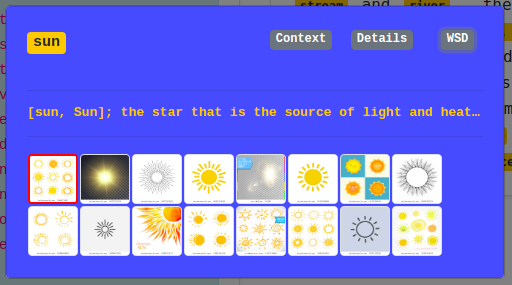 stream and river the
sun
Context Details WSD
[sun, Sun]; the star that is the source of light and heat…